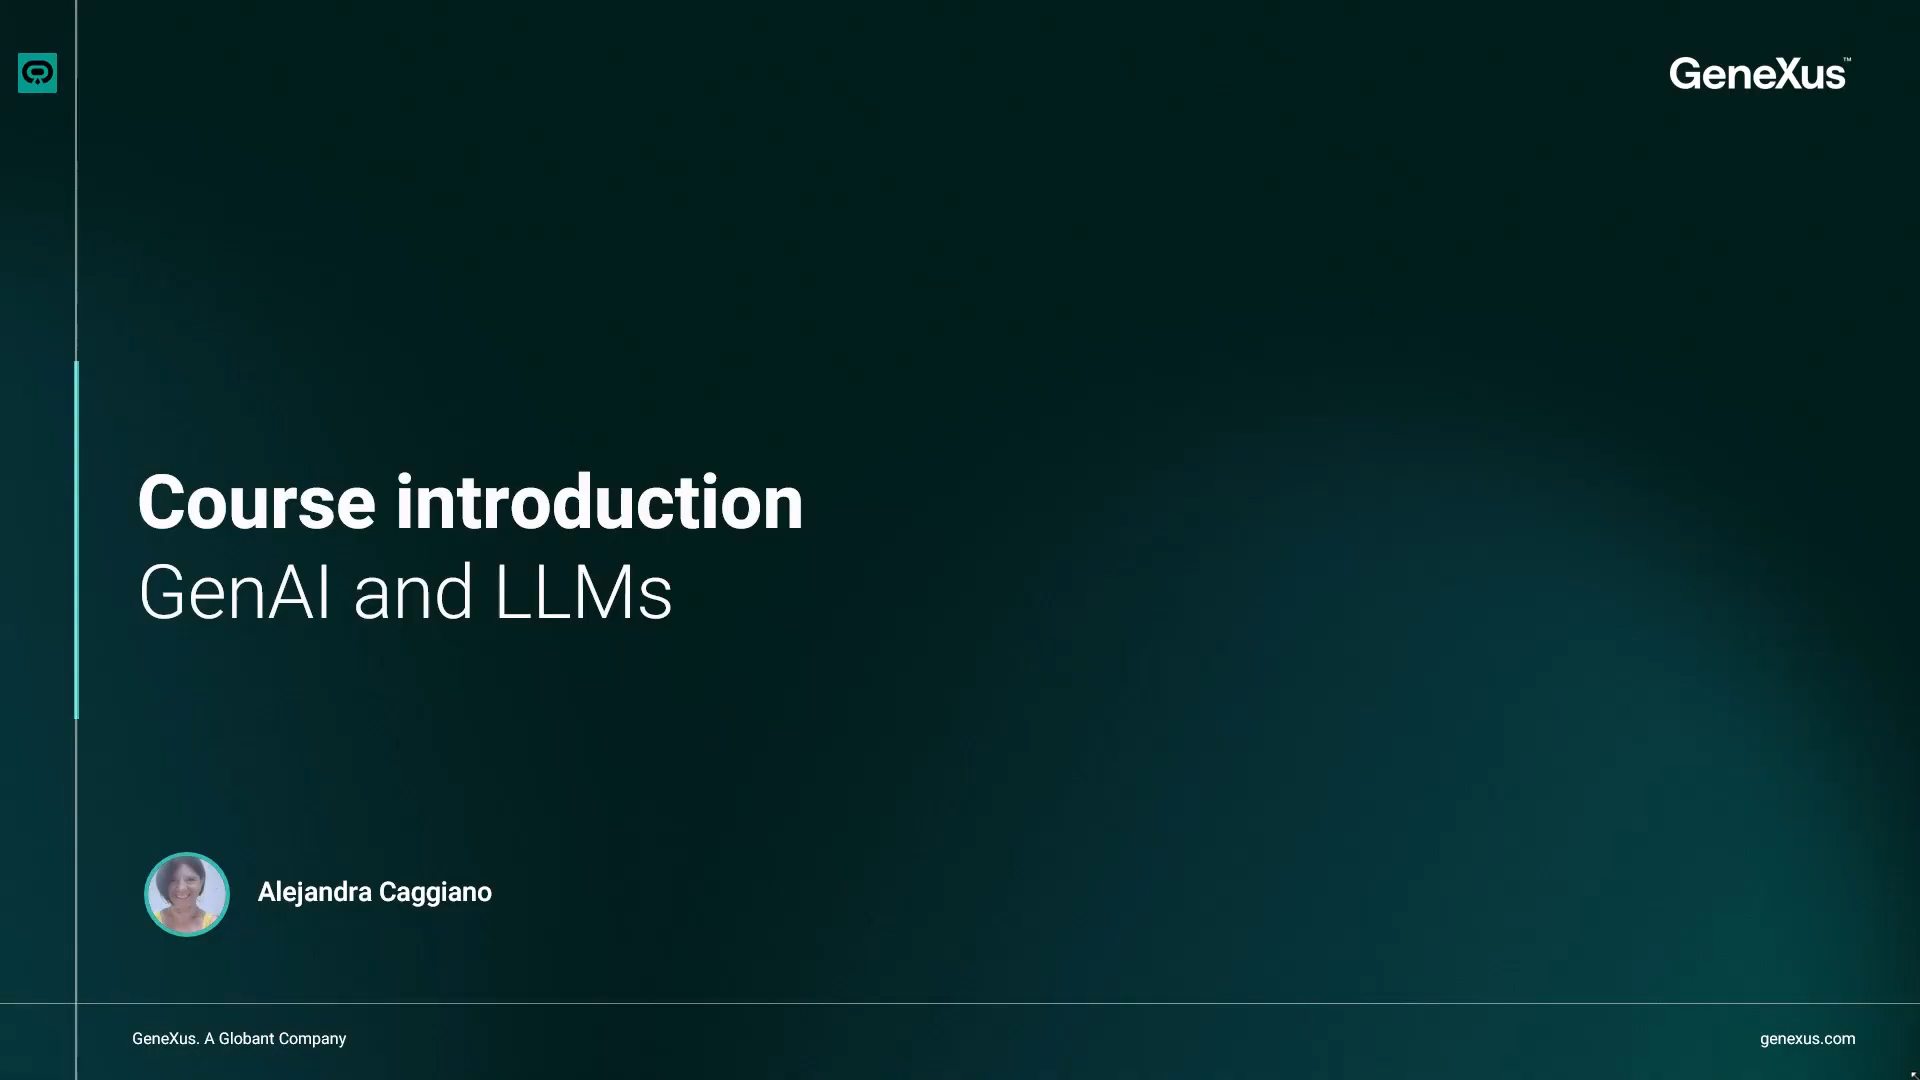 GeneXus™
Course introduction
GenAI and LLMs
Alejandra Caggiano
GeneXus. A Globant Company
genexus.com